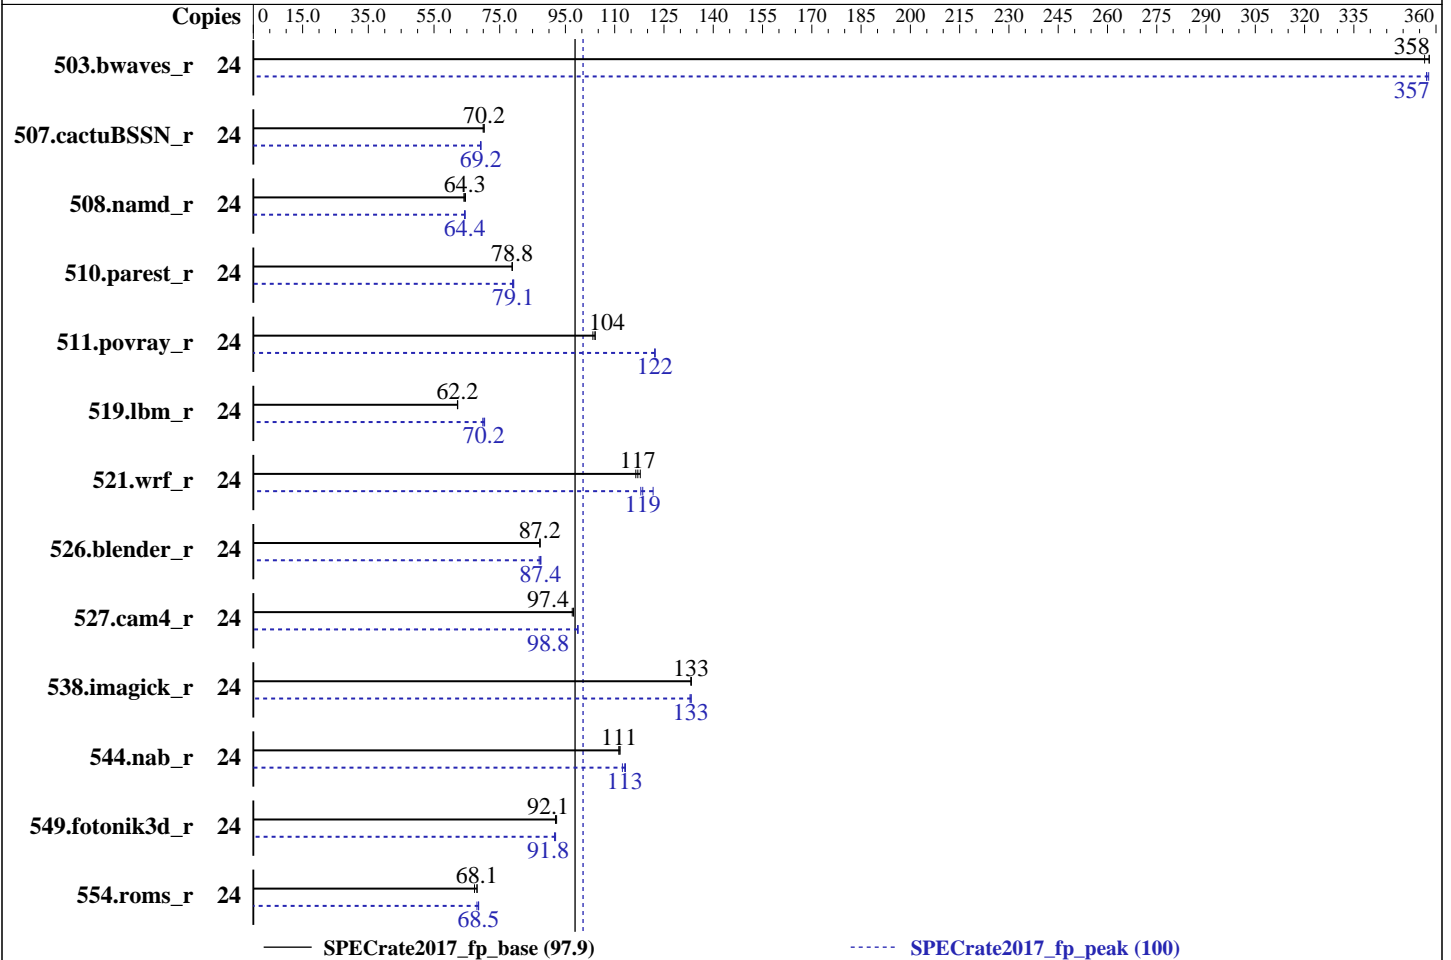 Copies 0 15.0 35.0 55.0 75.0 95.0 110 125 140 155 170 185 200 215 230 245 260 275 290 305 320 335 360
358
503.bwaves_r 24
357
70.2
507.cactuBSSN_r 24
69.2
64.3
508.namd_r 24
64.4
78.8
510.parest_r 24
79.1
104
511.povray_r 24
122
62.2
519.lbm_r 24
70.2
117
521.wrf_r 24
119
87.2
526.blender_r 24
87.4
97.4
527.cam4_r 24
98.8
133
538.imagick_r 24
133
111
544.nab_r 24
113
92.1
549.fotonik3d_r 24
91.8
68.1
554.roms_r 24
68.5
SPECrate2017_fp_base (97.9) SPECrate2017_fp_peak (100)